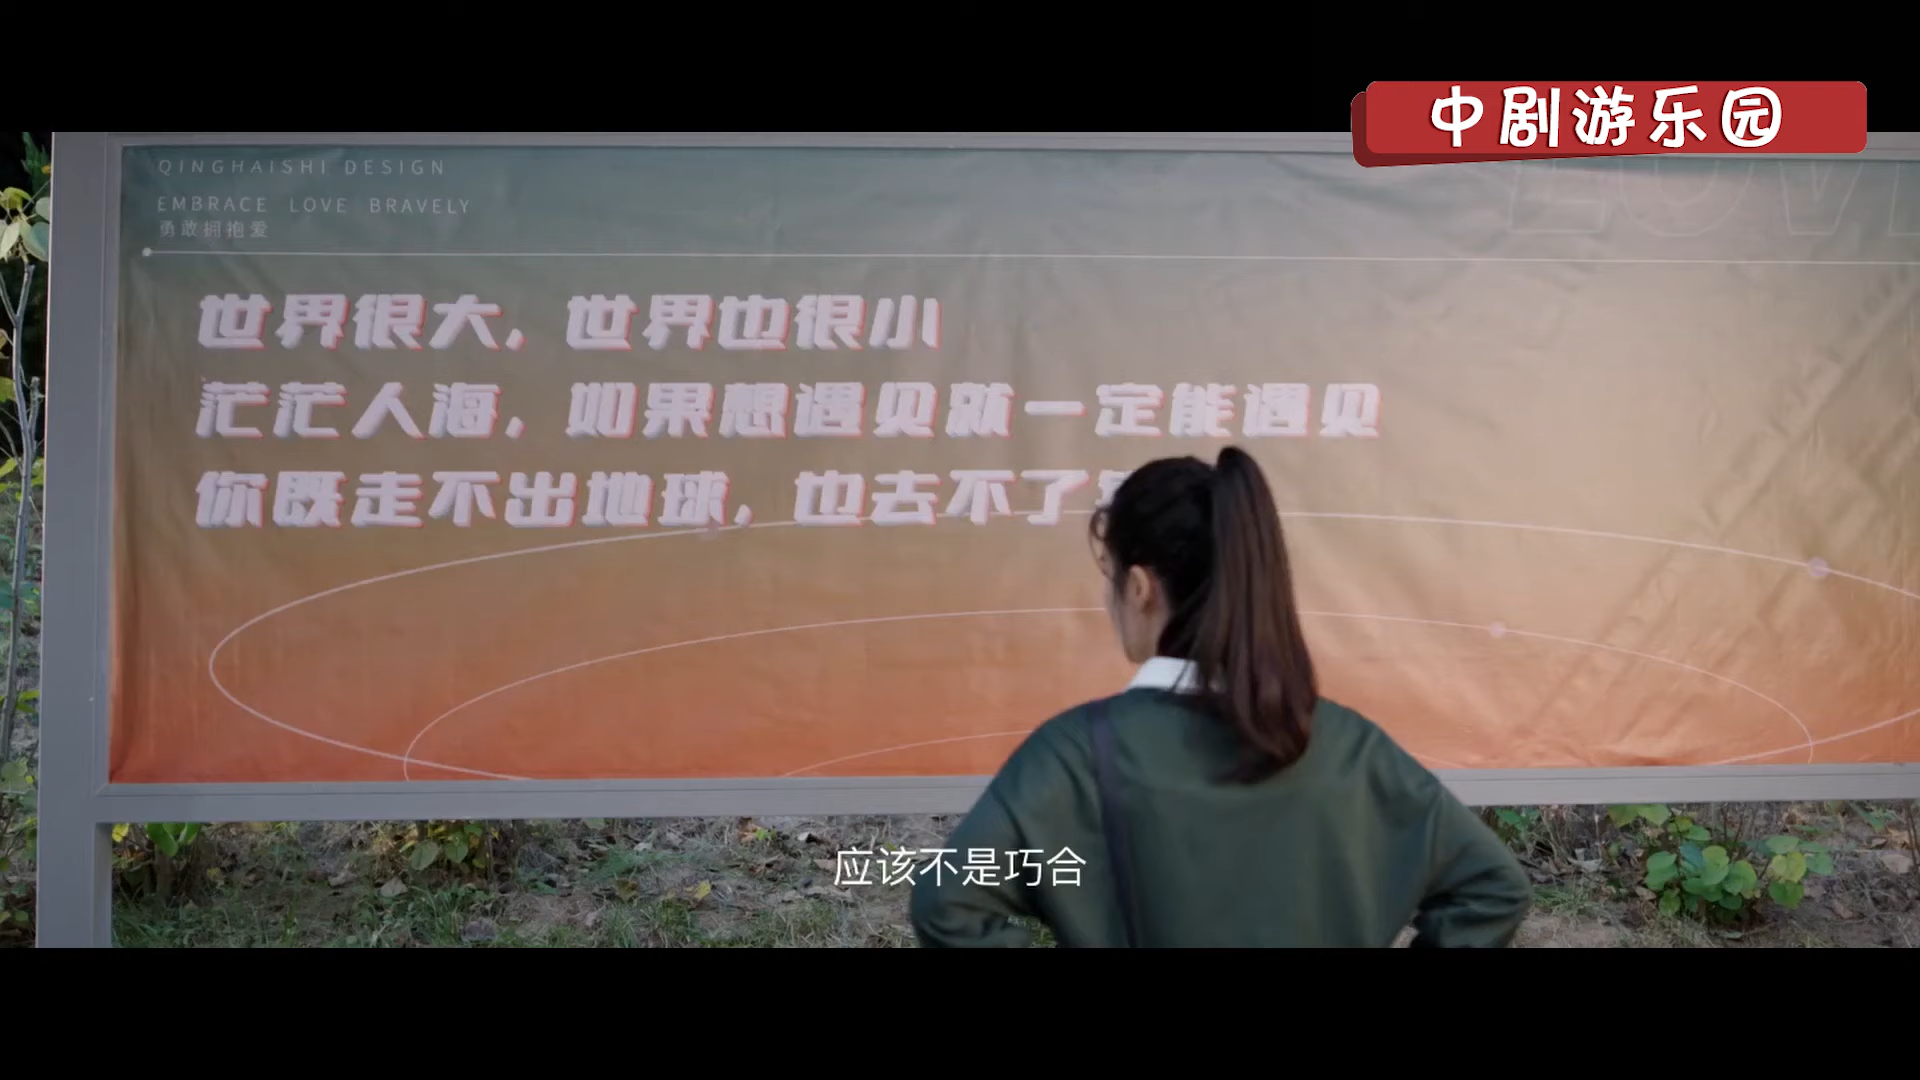 中剧游乐园
QINGHAISHI DESIGN
EMBRACE LOVE BRAVELY
勇敢拥抱爱
LOV
世界很大，世界也很小
茫茫人海，如果想遇见就一定能遇见
你既走不出地球，也去不了
应该不是巧合